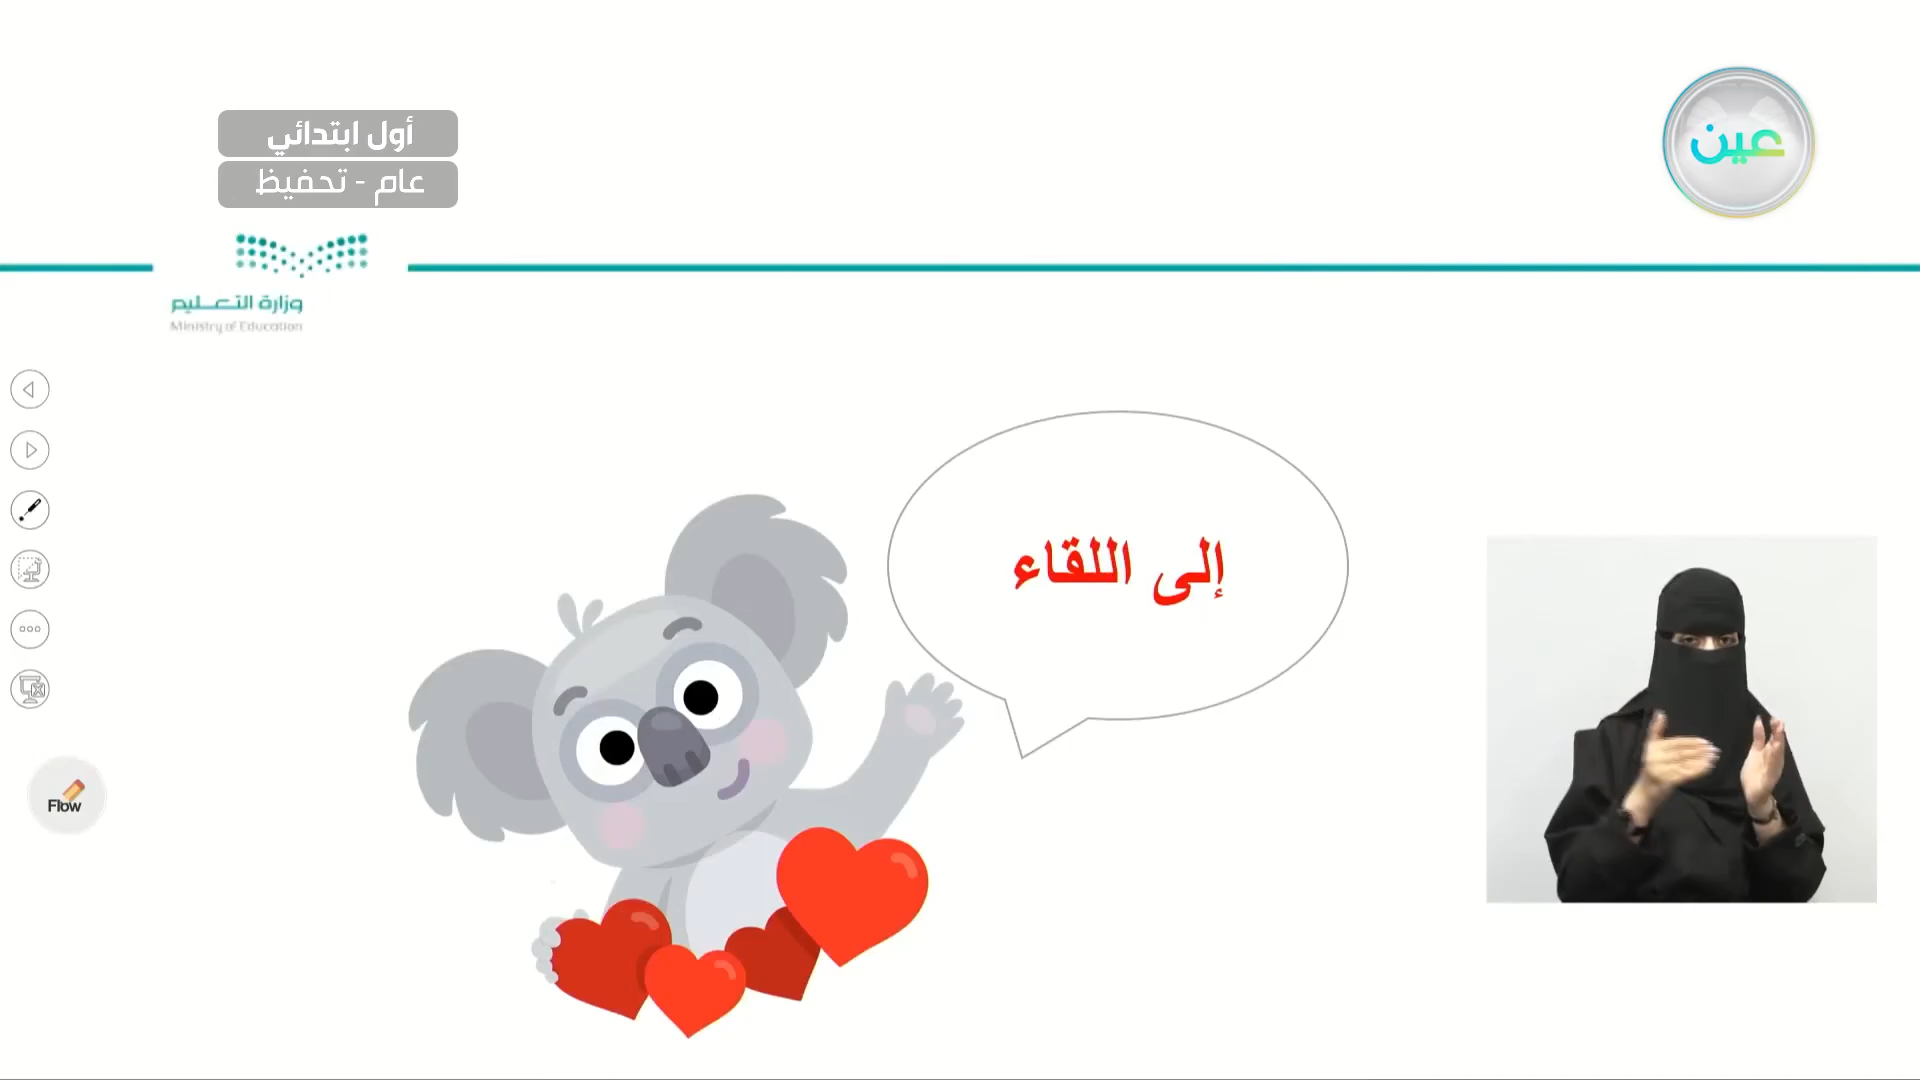 أول ابتدائي
عام - تحفيظ
عين
وزارة التعليم
Ministry of Education
إلى اللقاء
Flow